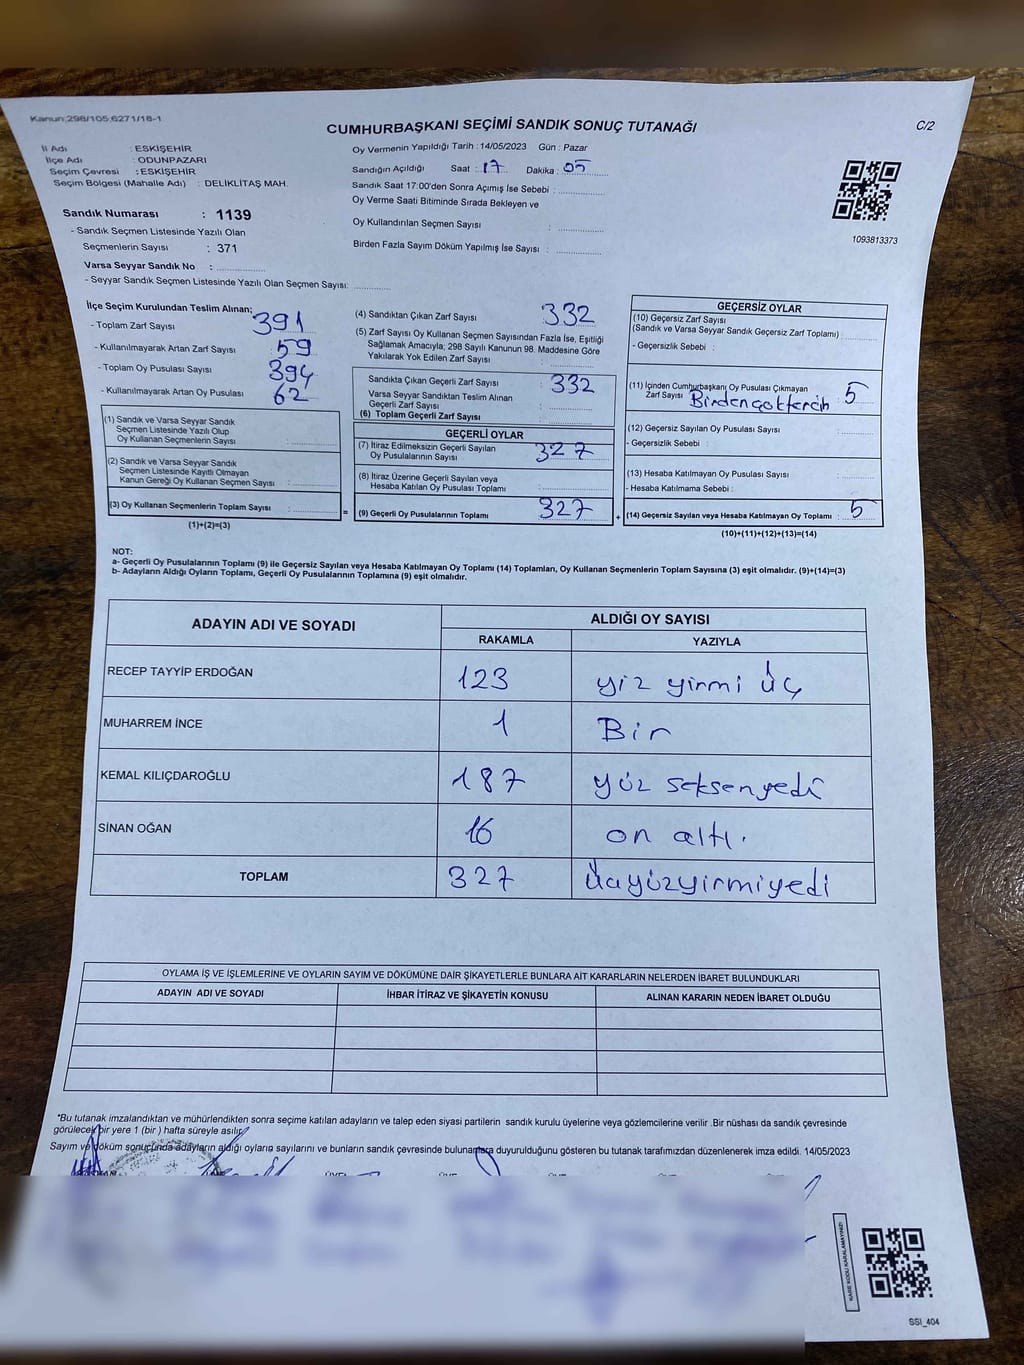 Kanun;298/105;6271/18-1
CUMHURBAŞKANI SEÇİMİ SANDIK SONUÇ TUTANAĞI
C/2
İl Adı : ESKİŞEHİR
İlçe Adı : ODUNPAZARI
Seçim Çevresi : ESKİŞEHİR
Seçim Bölgesi (Mahalle Adı) : DELİKLİTAŞ MAH.
Sandık Numarası : 1139
- Sandık Seçmen Listesinde Yazılı Olan
Seçmenlerin Sayısı : 371
Varsa Seyyar Sandık No :
- Seyyar Sandık Seçmen Listesinde Yazılı Olan Seçmen Sayısı:
Oy Vermenin Yapıldığı Tarih : 14/05/2023 Gün : Pazar
Sandığın Açıldığı Saat : 17 Dakika : 05
Sandık Saat 17:00'den Sonra Açımış İse Sebebi :
Oy Verme Saati Bitiminde Sırada Bekleyen ve
Oy Kullandırılan Seçmen Sayısı :
Birden Fazla Sayım Döküm Yapılmış İse Sayısı :
1093813373
İlçe Seçim Kurulundan Teslim Alınan;
- Toplam Zarf Sayısı : 391
- Kullanılmayarak Artan Zarf Sayısı : 59
- Toplam Oy Pusulası Sayısı : 394
- Kullanılmayarak Artan Oy Pusulası : 62
(1) Sandık ve Varsa Seyyar Sandık
Seçmen Listesinde Yazılı Olup
Oy Kullanan Seçmenlerin Sayısı :
(2) Sandık ve Varsa Seyyar Sandık
Seçmen Listesinde Kayıtlı Olmayan
Kanun Gereği Oy Kullanan Seçmen Sayısı :
(3) Oy Kullanan Seçmenlerin Toplam Sayısı :
(1)+(2)=(3)
=
(4) Sandıktan Çıkan Zarf Sayısı : 332
(5) Zarf Sayısı Oy Kullanan Seçmen Sayısından Fazla İse, Eşitliği
Sağlamak Amacıyla; 298 Sayılı Kanunun 98. Maddesine Göre
Yakılarak Yok Edilen Zarf Sayısı :
Sandıkta Çıkan Geçerli Zarf Sayısı : 332
Varsa Seyyar Sandıktan Teslim Alınan
Geçerli Zarf Sayısı :
(6) Toplam Geçerli Zarf Sayısı
GEÇERLİ OYLAR
(7) İtiraz Edilmeksizin Geçerli Sayılan
Oy Pusulalarının Sayısı : 327
(8) İtiraz Üzerine Geçerli Sayılan veya
Hesaba Katılan Oy Pusulası Toplamı :
(9) Geçerli Oy Pusulalarının Toplamı : 327
+
GEÇERSİZ OYLAR
(10) Geçersiz Zarf Sayısı
(Sandık ve Varsa Seyyar Sandık Geçersiz Zarf Toplamı) :
- Geçersizlik Sebebi :
(11) İçinden Cumhurbaşkanı Oy Pusulası Çıkmayan
Zarf Sayısı : 5
(12) Geçersiz Sayılan Oy Pusulası Sayısı :
- Geçersizlik Sebebi :
(13) Hesaba Katılmayan Oy Pusulası Sayısı :
- Hesaba Katılmama Sebebi :
(14) Geçersiz Sayılan veya Hesaba Katılmayan Oy Toplamı : 5
(10)+(11)+(12)+(13)=(14)
NOT:
a- Geçerli Oy Pusulalarının Toplamı (9) ile Geçersiz Sayılan veya Hesaba Katılmayan Oy Toplamı (14) Toplamları, Oy Kullanan Seçmenlerin Toplam Sayısına (3) eşit olmalıdır. (9)+(14)=(3)
b- Adayların Aldığı Oyların Toplamı, Geçerli Oy Pusulalarının Toplamına (9) eşit olmalıdır.
ADAYIN ADI VE SOYADI
ALDIĞI OY SAYISI
RAKAMLA YAZIYLA
RECEP TAYYİP ERDOĞAN 123 yiz yirmi üç
MUHARREM İNCE 1 Bir
KEMAL KILIÇDAROĞLU 187 yüz seksenyedi
SİNAN OĞAN 16 on altı.
TOPLAM 327 yüzyirmiyedi
OYLAMA İŞ VE İŞLEMLERİNE VE OYLARIN SAYIM VE DÖKÜMÜNE DAİR ŞİKAYETLERLE BUNLARA AİT KARARLARIN NELERDEN İBARET BULUNDUKLARI
ADAYIN ADI VE SOYADI İHBAR İTİRAZ VE ŞİKAYETİN KONUSU ALINAN KARARIN NEDEN İBARET OLDUĞU
*Bu tutanak imzalandıktan ve mühürlendikten sonra seçime katılan adayların ve talep eden siyasi partilerin sandık kurulu üyelerine veya gözlemcilerine verilir .Bir nüshası da sandık çevresinde
görülecek bir yere 1 (bir ) hafta süreyle asılır.
Sayım ve döküm sonucunda adayların aldığı oyların sayılarını ve bunların sandık çevresinde bulunanlara duyurulduğunu gösteren bu tutanak tarafımızdan düzenlenerek imza edildi. 14/05/2023
KARE KODU KARALAMAYINIZ!
SSI_404